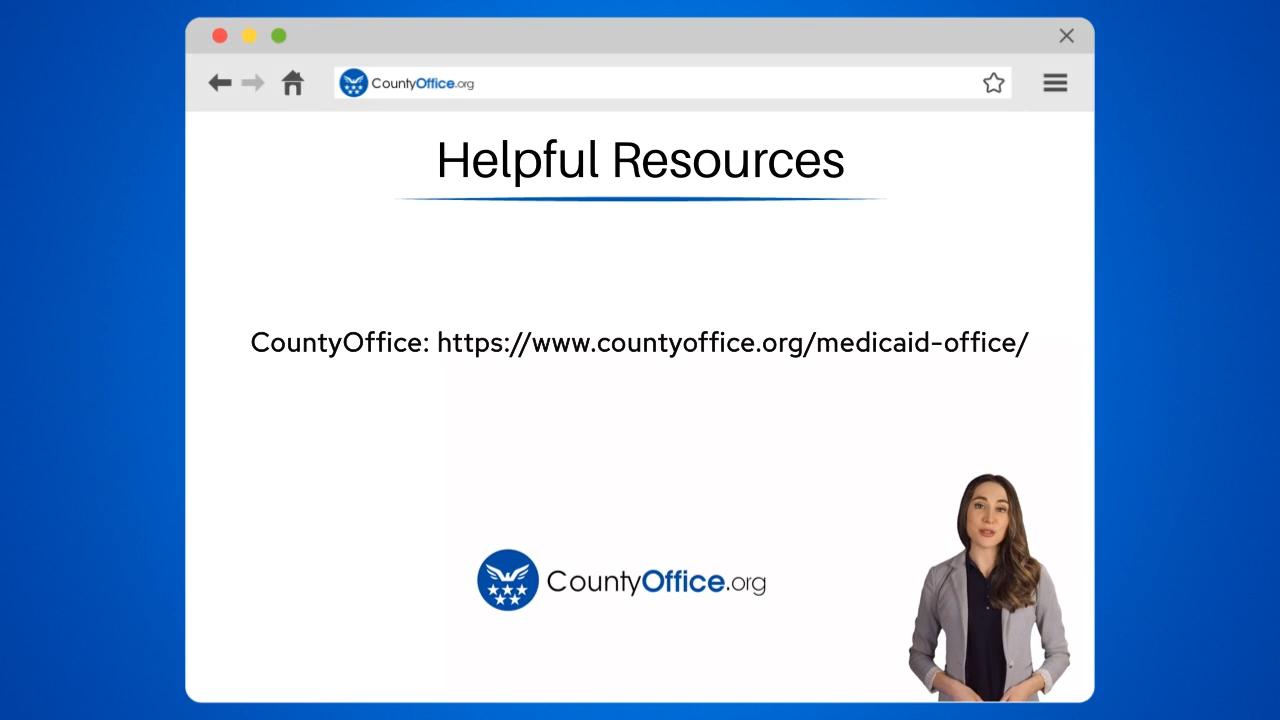 CountyOffice.org
Helpful Resources
CountyOffice: https://www.countyoffice.org/medicaid-office/
CountyOffice.org